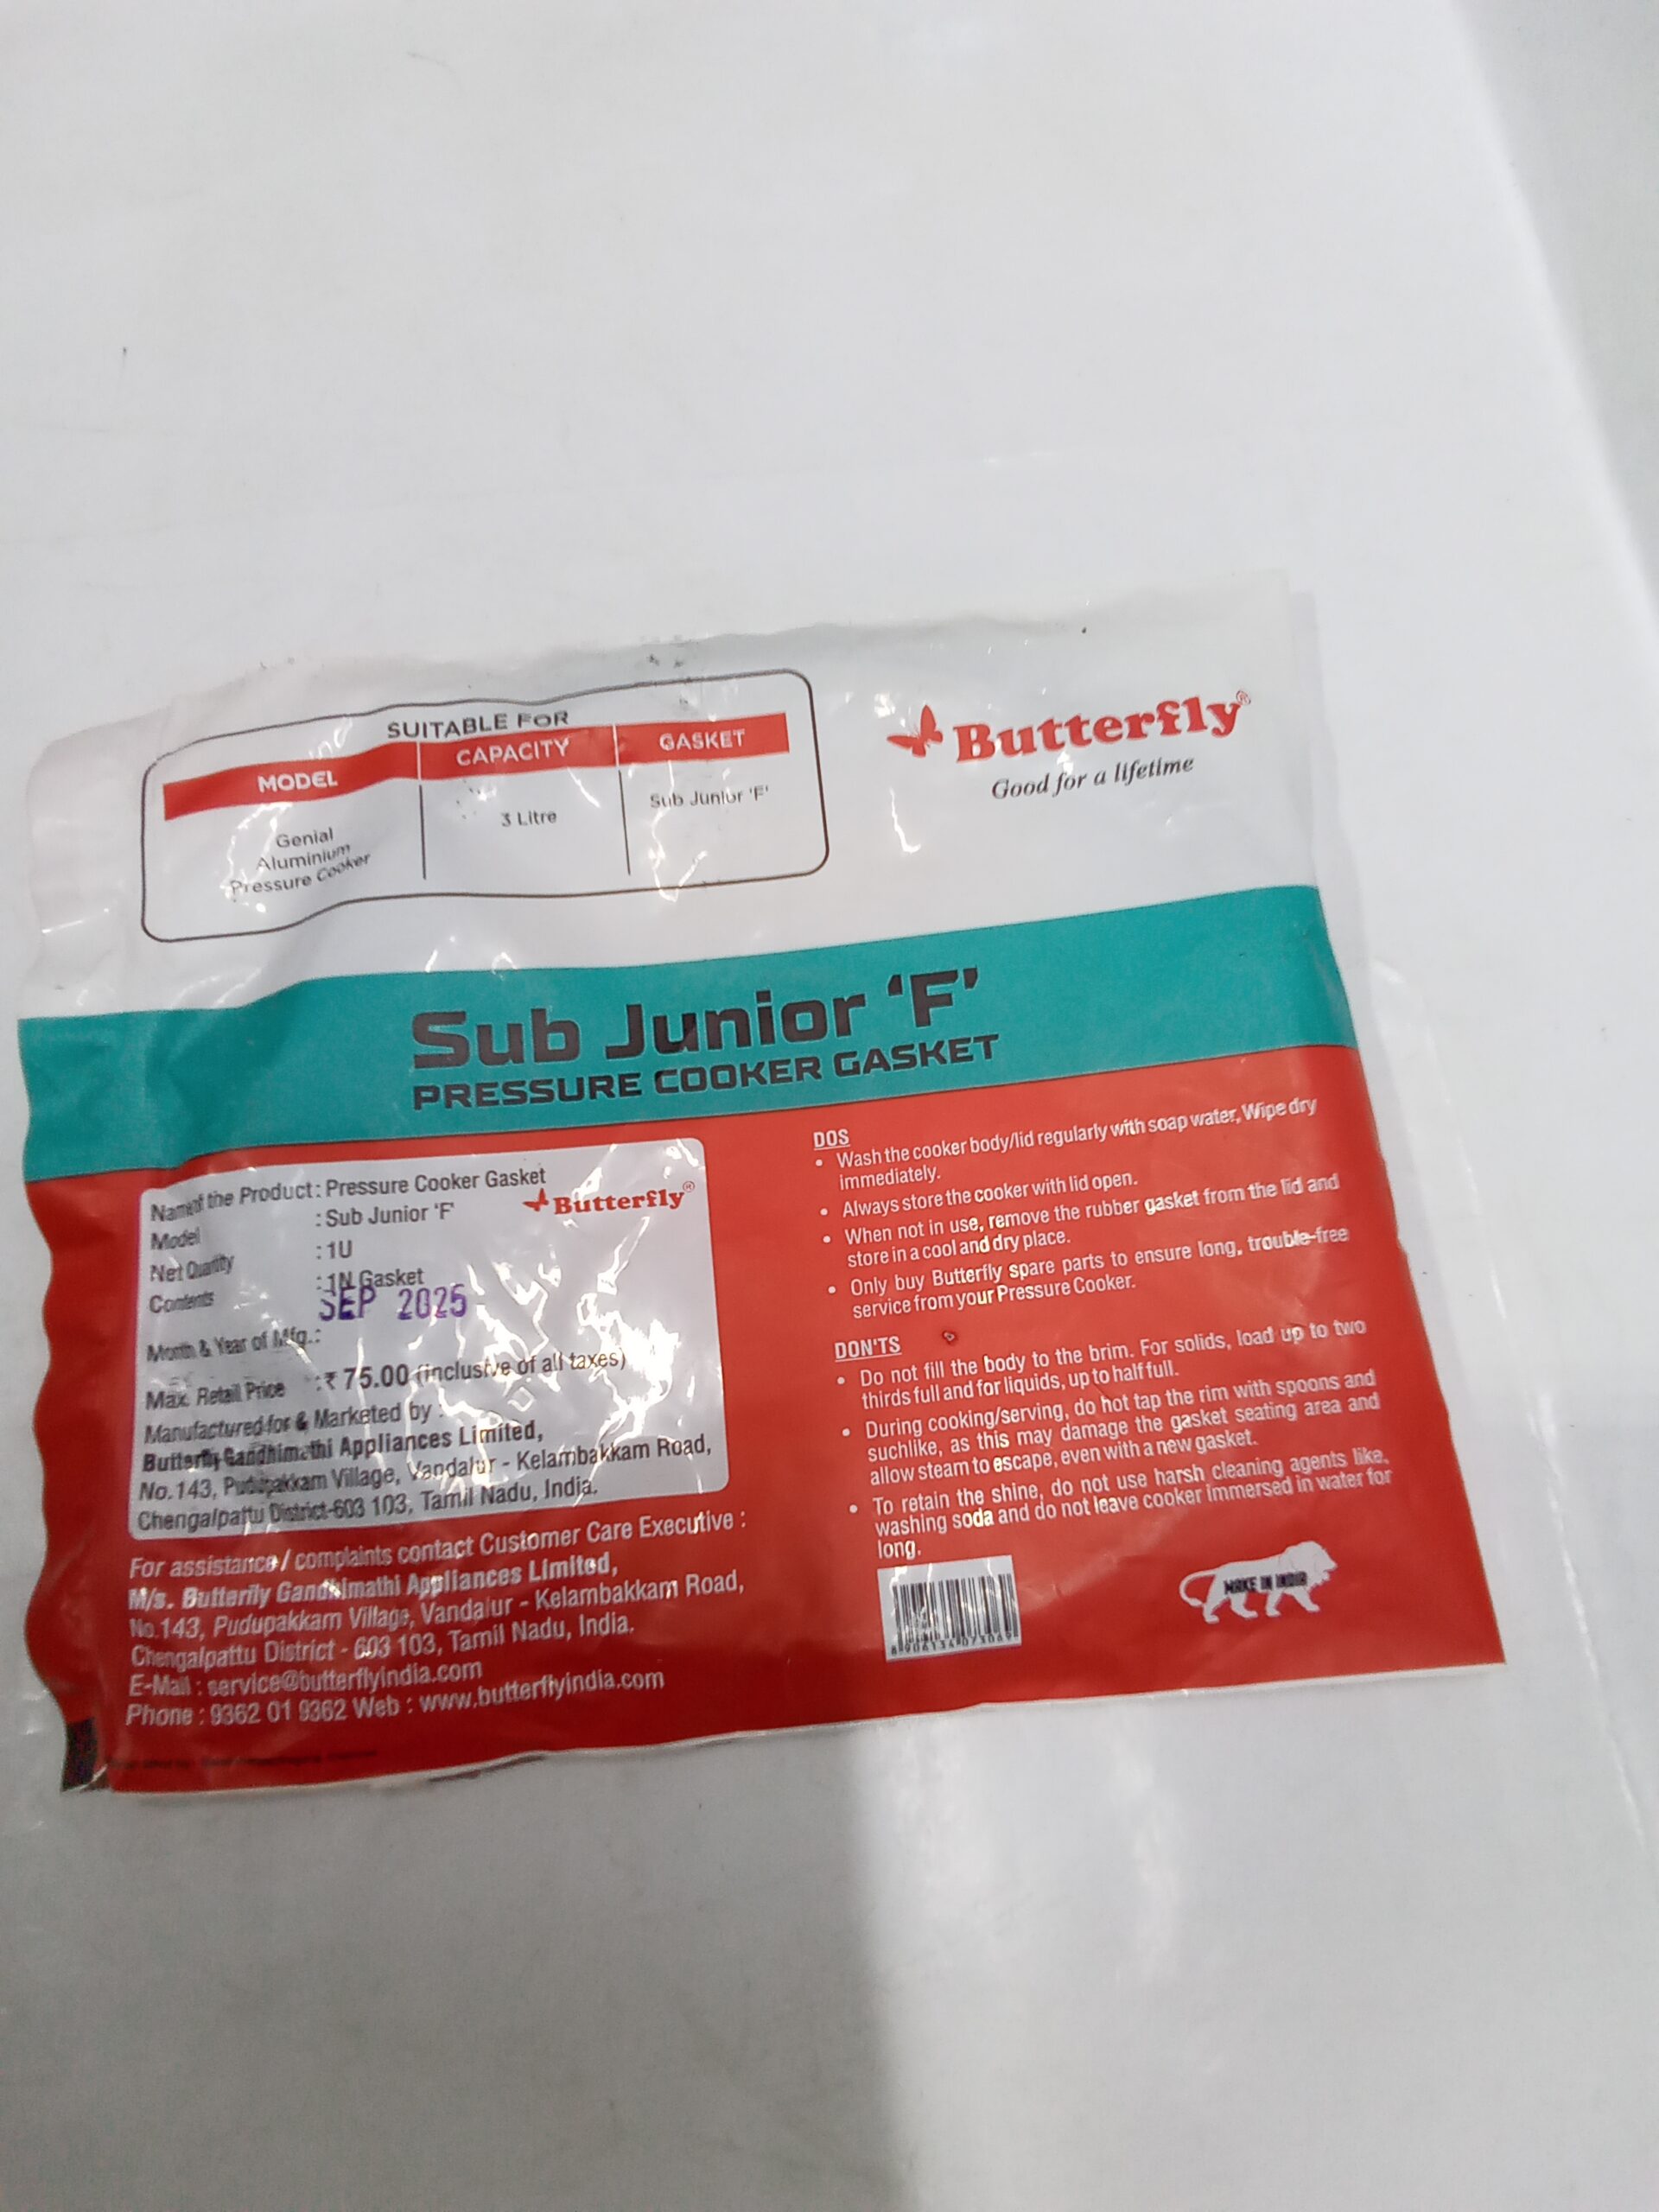 SUITABLE FOR
MODEL CAPACITY GASKET
Genial
Aluminium
Pressure Cooker
3 Litre
Sub Junior 'F'
Butterfly®
Good for a lifetime
Sub Junior 'F'
PRESSURE COOKER GASKET
Name of the Product : Pressure Cooker Gasket
Butterfly®
Model : Sub Junior 'F'
Net Quantity : 1U
Contents : 1N Gasket
SEP 2025
Month & Year of Mfg. :
Max. Retail Price : ₹ 75.00 (inclusive of all taxes)
Manufactured for & Marketed by :
Butterfly Gandhimathi Appliances Limited,
No.143, Pudupakkam Village, Vandalur - Kelambakkam Road,
Chengalpattu District-603 103, Tamil Nadu, India.
For assistance / complaints contact Customer Care Executive :
M/s. Butterfly Gandhimathi Appliances Limited,
No.143, Pudupakkam Village, Vandalur - Kelambakkam Road,
Chengalpattu District - 603 103, Tamil Nadu, India.
E-Mail : service@butterflyindia.com
Phone : 9362 01 9362 Web : www.butterflyindia.com
DOS
• Wash the cooker body/lid regularly with soap water, Wipe dry
immediately.
• Always store the cooker with lid open.
• When not in use, remove the rubber gasket from the lid and
store in a cool and dry place.
• Only buy Butterfly spare parts to ensure long, trouble-free
service from your Pressure Cooker.
DON'TS
• Do not fill the body to the brim. For solids, load up to two
thirds full and for liquids, up to half full.
• During cooking/serving, do hot tap the rim with spoons and
suchlike, as this may damage the gasket seating area and
allow steam to escape, even with a new gasket.
• To retain the shine, do not use harsh cleaning agents like,
washing soda and do not leave cooker immersed in water for
long.
MAKE IN INDIA